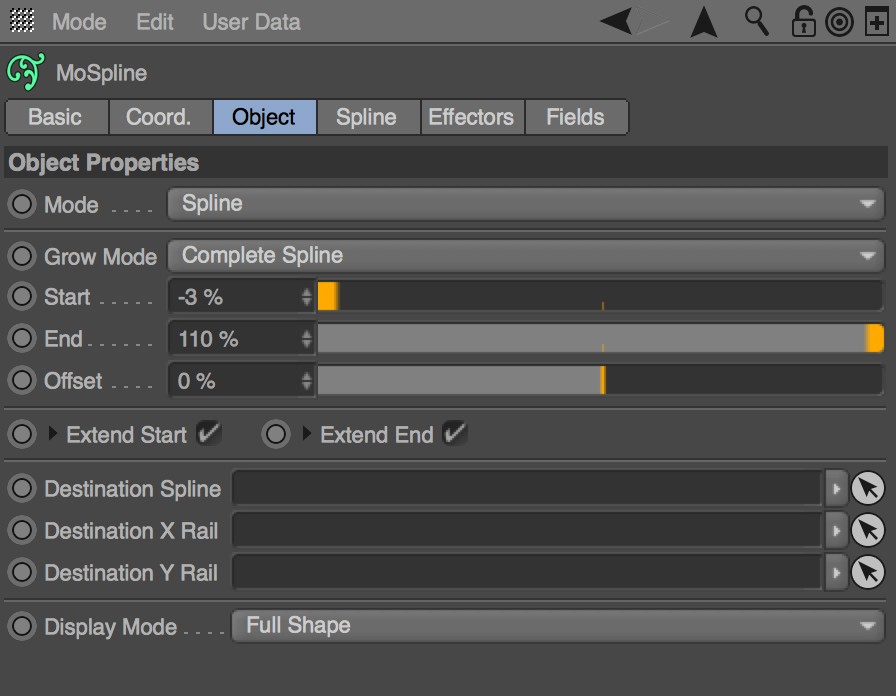 Mode Edit User Data
MoSpline
Basic Coord. Object Spline Effectors Fields
Object Properties
Mode . . . . Spline
Grow Mode Complete Spline
Start . . . . . -3 %
End . . . . . . 110 %
Offset . . . . 0 %
Extend Start Extend End
Destination Spline
Destination X Rail
Destination Y Rail
Display Mode . . . . Full Shape